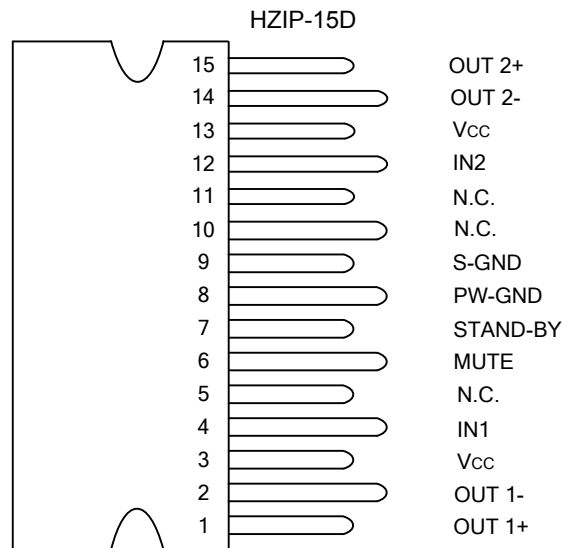 HZIP-15D
15 OUT 2+
14 OUT 2-
13 Vcc
12 IN2
11 N.C.
10 N.C.
9 S-GND
8 PW-GND
7 STAND-BY
6 MUTE
5 N.C.
4 IN1
3 Vcc
2 OUT 1-
1 OUT 1+